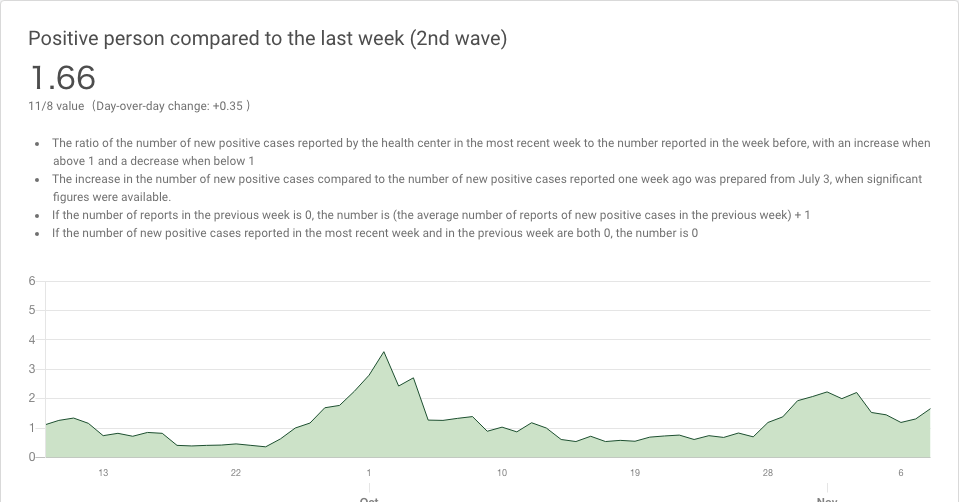 Positive person compared to the last week (2nd wave)
1.66
11/8 value（Day-over-day change: +0.35 ）
• The ratio of the number of new positive cases reported by the health center in the most recent week to the number reported in the week before, with an increase when
above 1 and a decrease when below 1
• The increase in the number of new positive cases compared to the number of new positive cases reported one week ago was prepared from July 3, when significant
figures were available.
• If the number of reports in the previous week is 0, the number is (the average number of reports of new positive cases in the previous week) + 1
• If the number of new positive cases reported in the most recent week and in the previous week are both 0, the number is 0
6
5
4
3
2
1
0
13 22 1 10 19 28 6
Oct Nov